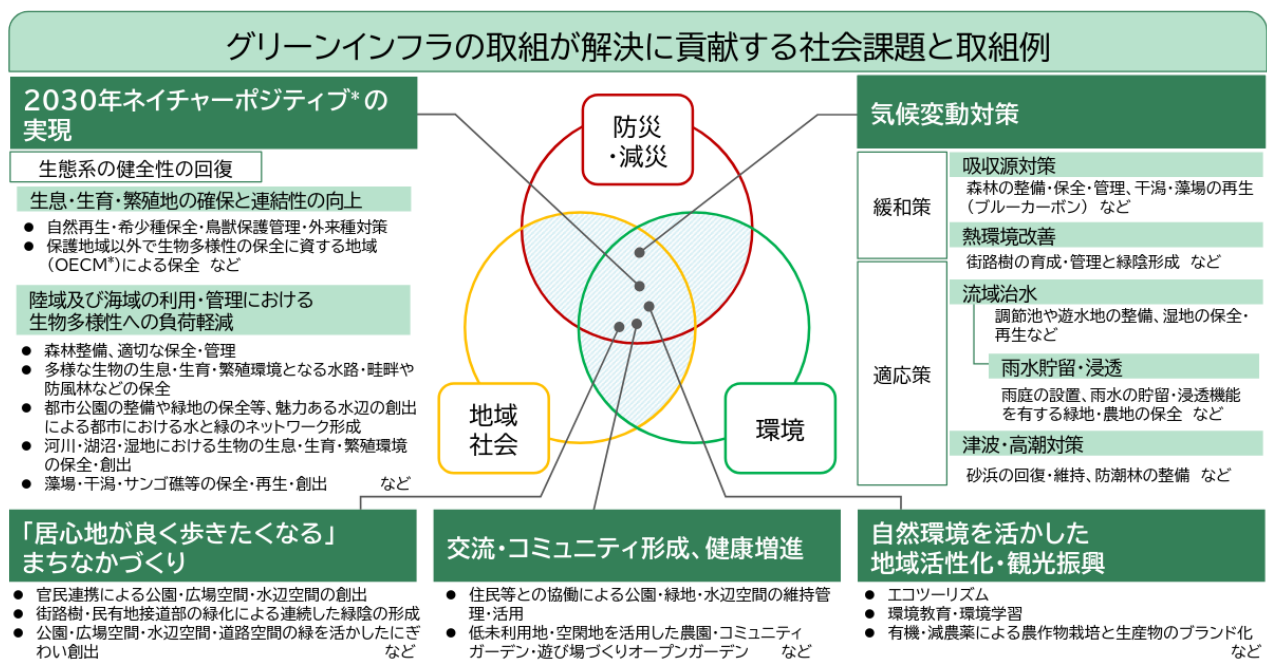 グリーンインフラの取組が解決に貢献する社会課題と取組例
2030年ネイチャーポジティブ*の
実現
生態系の健全性の回復
生息・生育・繁殖地の確保と連結性の向上
● 自然再生・希少種保全・鳥獣保護管理・外来種対策
● 保護地域以外で生物多様性の保全に資する地域
(OECM*)による保全 など
陸域及び海域の利用・管理における
生物多様性への負荷軽減
● 森林整備、適切な保全・管理
● 多様な生物の生息・生育・繁殖環境となる水路・畦畔や
防風林などの保全
● 都市公園の整備や緑地の保全等、魅力ある水辺の創出
による都市における水と緑のネットワーク形成
● 河川・湖沼・湿地における生物の生息・生育・繁殖環境
の保全・創出
● 藻場・干潟・サンゴ礁等の保全・再生・創出 など
防災
・減災
地域
社会
環境
気候変動対策
緩和策
吸収源対策
森林の整備・保全・管理、干潟・藻場の再生
(ブルーカーボン) など
熱環境改善
街路樹の育成・管理と緑陰形成 など
適応策
流域治水
調節池や遊水地の整備、湿地の保全・
再生など
雨水貯留・浸透
雨庭の設置、雨水の貯留・浸透機能
を有する緑地・農地の保全 など
津波・高潮対策
砂浜の回復・維持、防潮林の整備 など
「居心地が良く歩きたくなる」
まちなかづくり
● 官民連携による公園・広場空間・水辺空間の創出
● 街路樹・民有地接道部の緑化による連続した緑陰の形成
● 公園・広場空間・水辺空間・道路空間の緑を活かしたにぎ
わい創出 など
交流・コミュニティ形成、健康増進
● 住民等との協働による公園・緑地・水辺空間の維持管
理・活用
● 低未利用地・空閑地を活用した農園・コミュニティ
ガーデン・遊び場づくりオープンガーデン など
自然環境を活かした
地域活性化・観光振興
● エコツーリズム
● 環境教育・環境学習
● 有機・減農薬による農作物栽培と生産物のブランド化
など